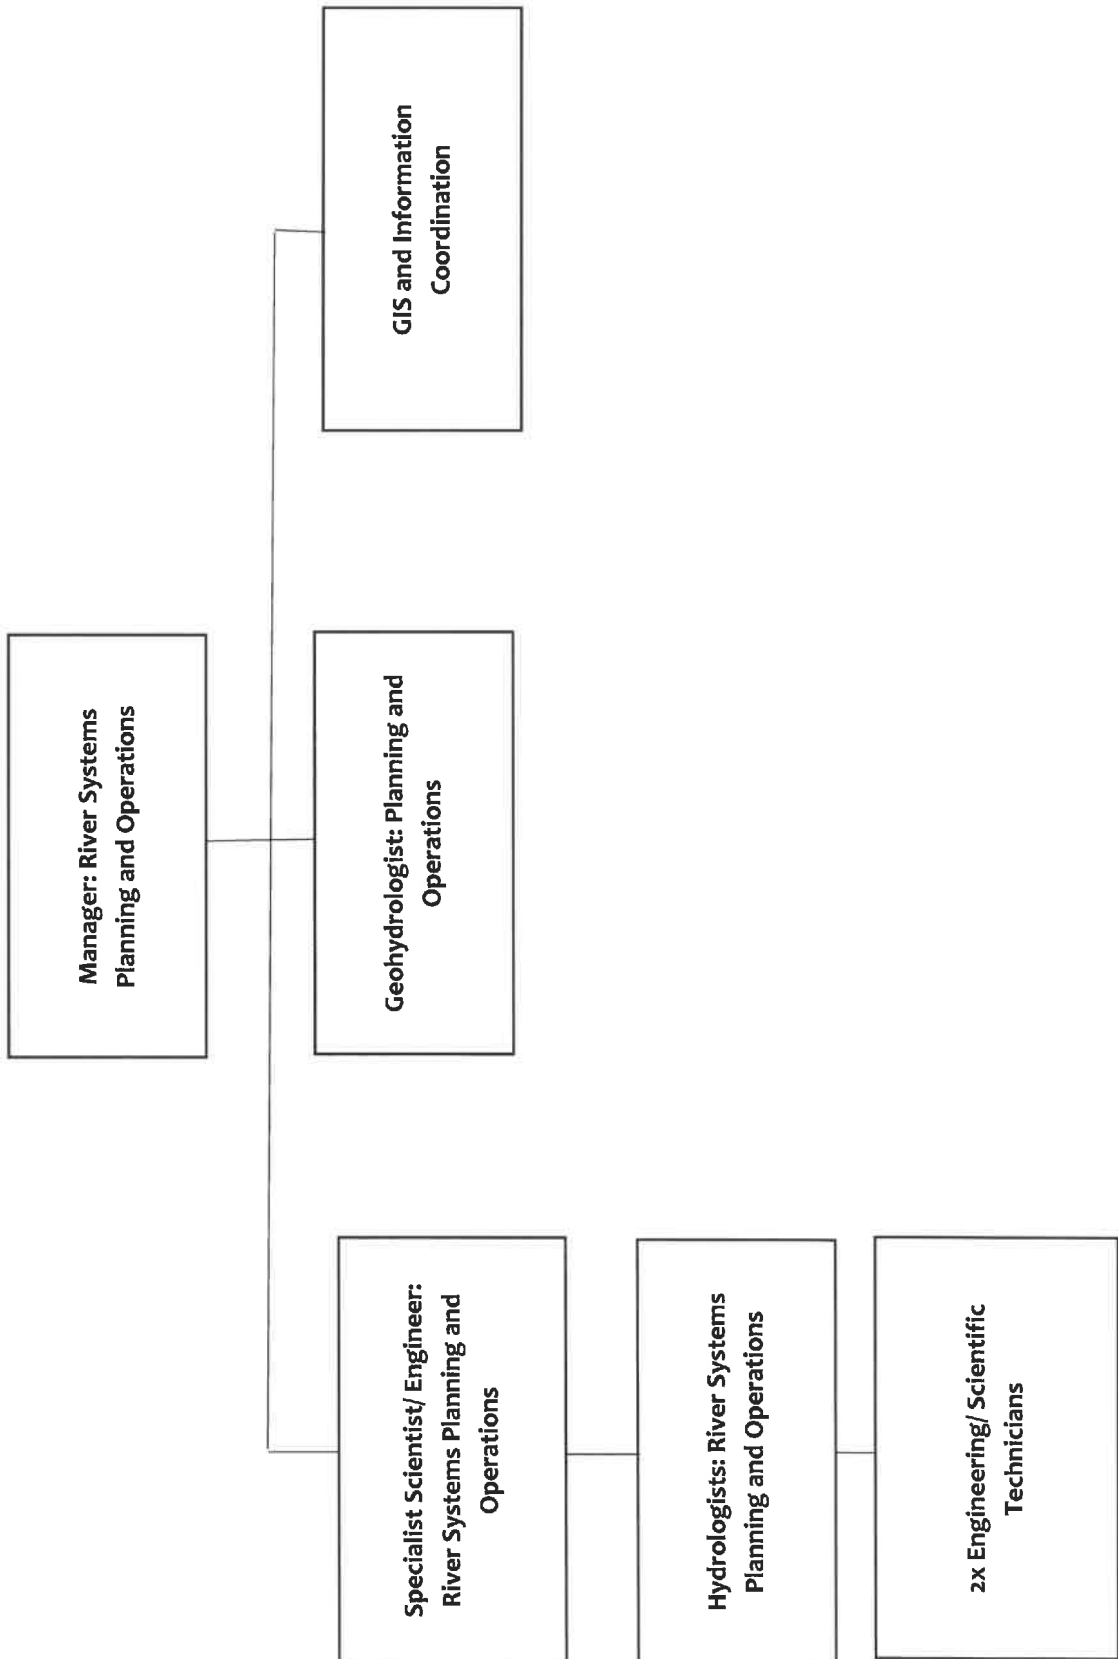 Manager: River Systems
Planning and Operations
Specialist Scientist/ Engineer:
River Systems Planning and
Operations
Geohydrologist: Planning and
Operations
GIS and Information
Coordination
Hydrologists: River Systems
Planning and Operations
2x Engineering/ Scientific
Technicians